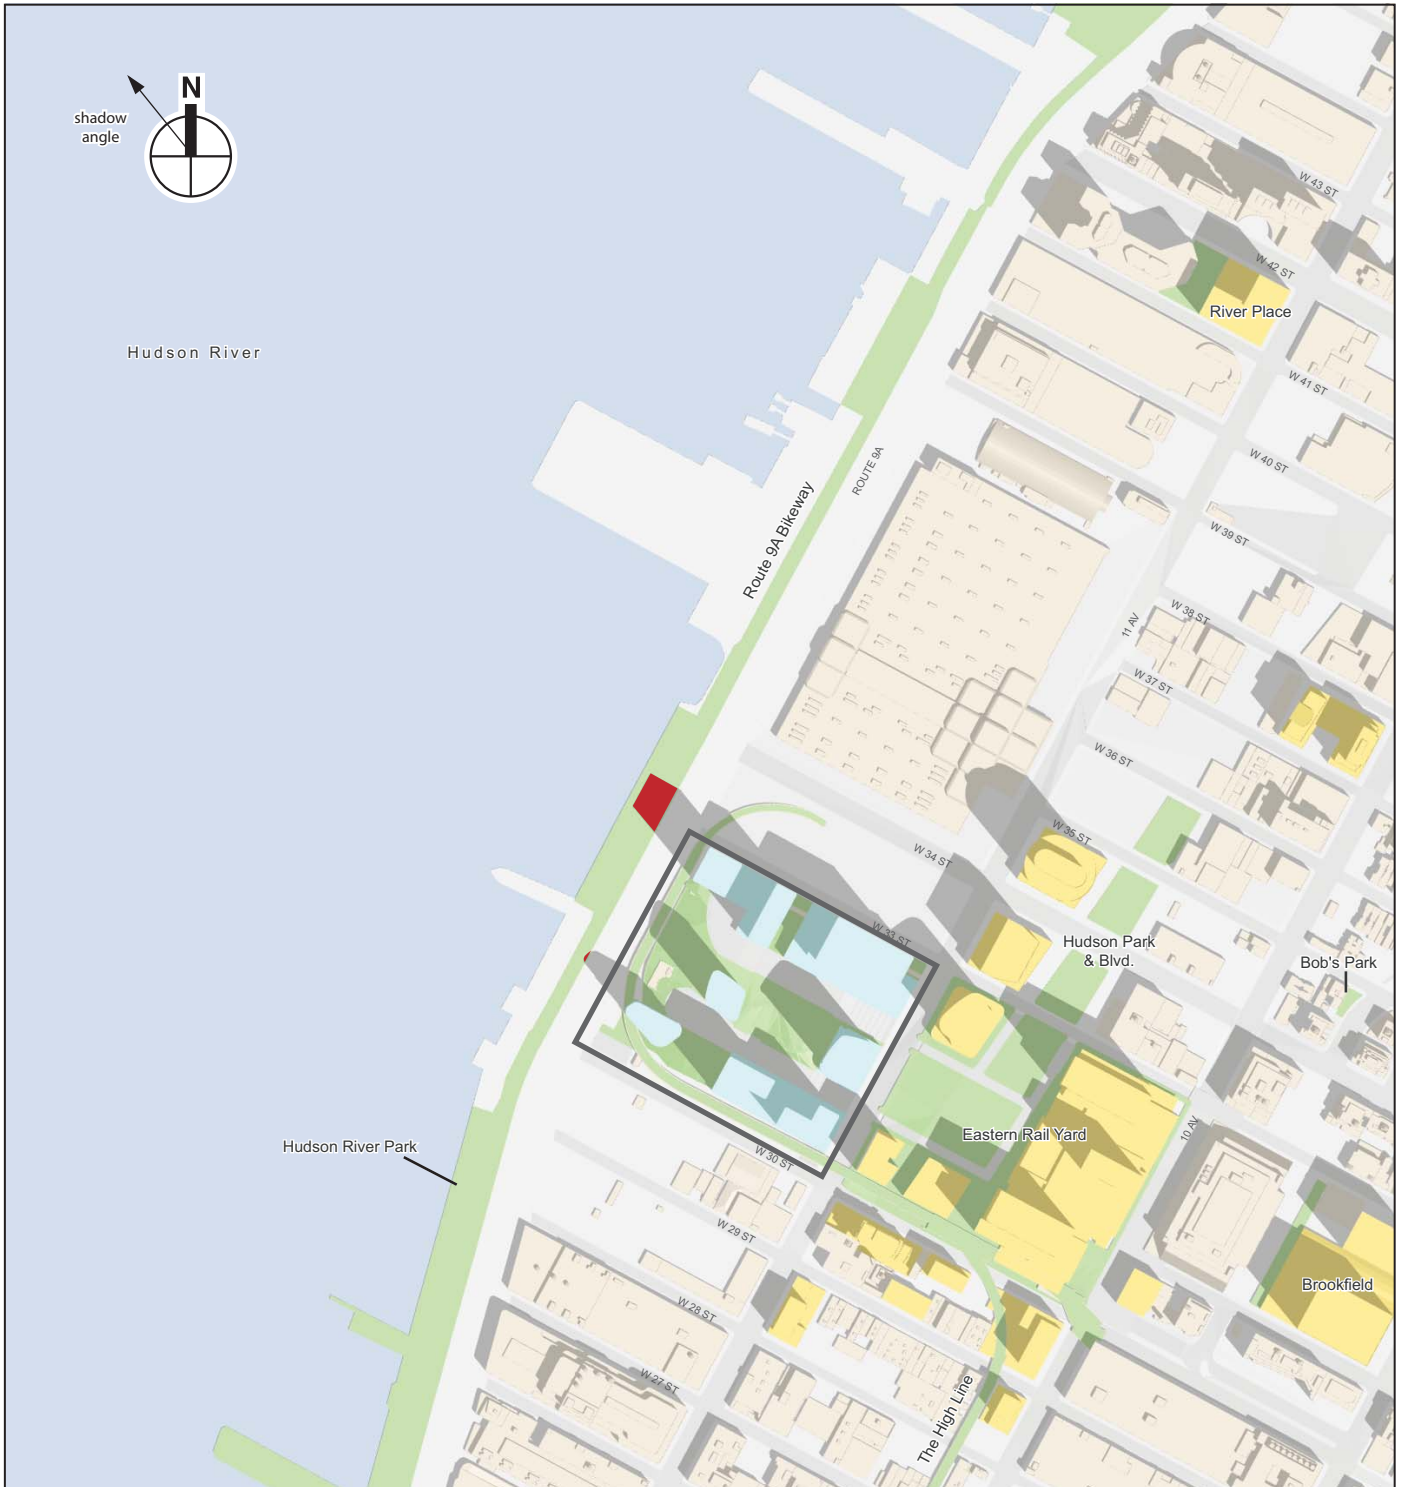 N
shadow
angle
W 43 ST
W 42 ST
River Place
Hudson River
W 41 ST
W 40 ST
ROUTE 9A
Route 9A Bikeway
W 39 ST
W 38 ST
11 AV
W 37 ST
W 36 ST
W 35 ST
W 34 ST
W 33 ST
Hudson Park
& Blvd.
Bob's Park
Hudson River Park
Eastern Rail Yard
10 AV
W 30 ST
W 29 ST
Brookfield
W 28 ST
W 27 ST
The High Line